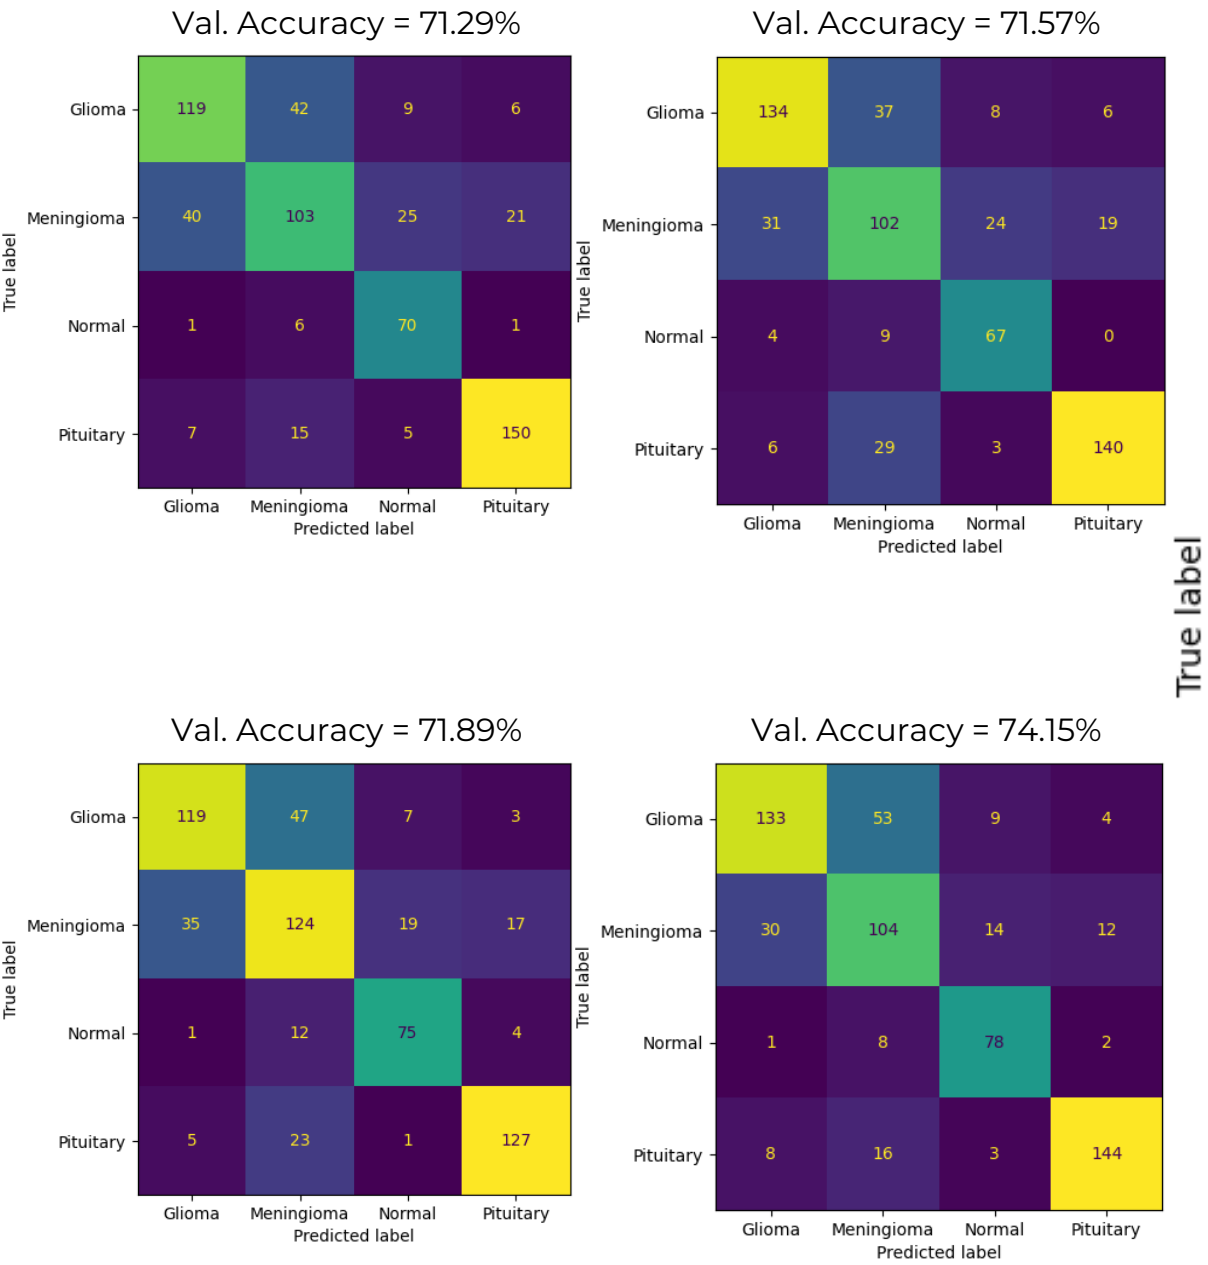 Val. Accuracy = 71.29%
True label
Glioma 119 42 9 6
Meningioma 40 103 25 21
Normal 1 6 70 1
Pituitary 7 15 5 150
Glioma Meningioma Normal Pituitary
Predicted label
Val. Accuracy = 71.57%
True label
Glioma 134 37 8 6
Meningioma 31 102 24 19
Normal 4 9 67 0
Pituitary 6 29 3 140
Glioma Meningioma Normal Pituitary
Predicted label
True label
Val. Accuracy = 71.89%
True label
Glioma 119 47 7 3
Meningioma 35 124 19 17
Normal 1 12 75 4
Pituitary 5 23 1 127
Glioma Meningioma Normal Pituitary
Predicted label
Val. Accuracy = 74.15%
True label
Glioma 133 53 9 4
Meningioma 30 104 14 12
Normal 1 8 78 2
Pituitary 8 16 3 144
Glioma Meningioma Normal Pituitary
Predicted label